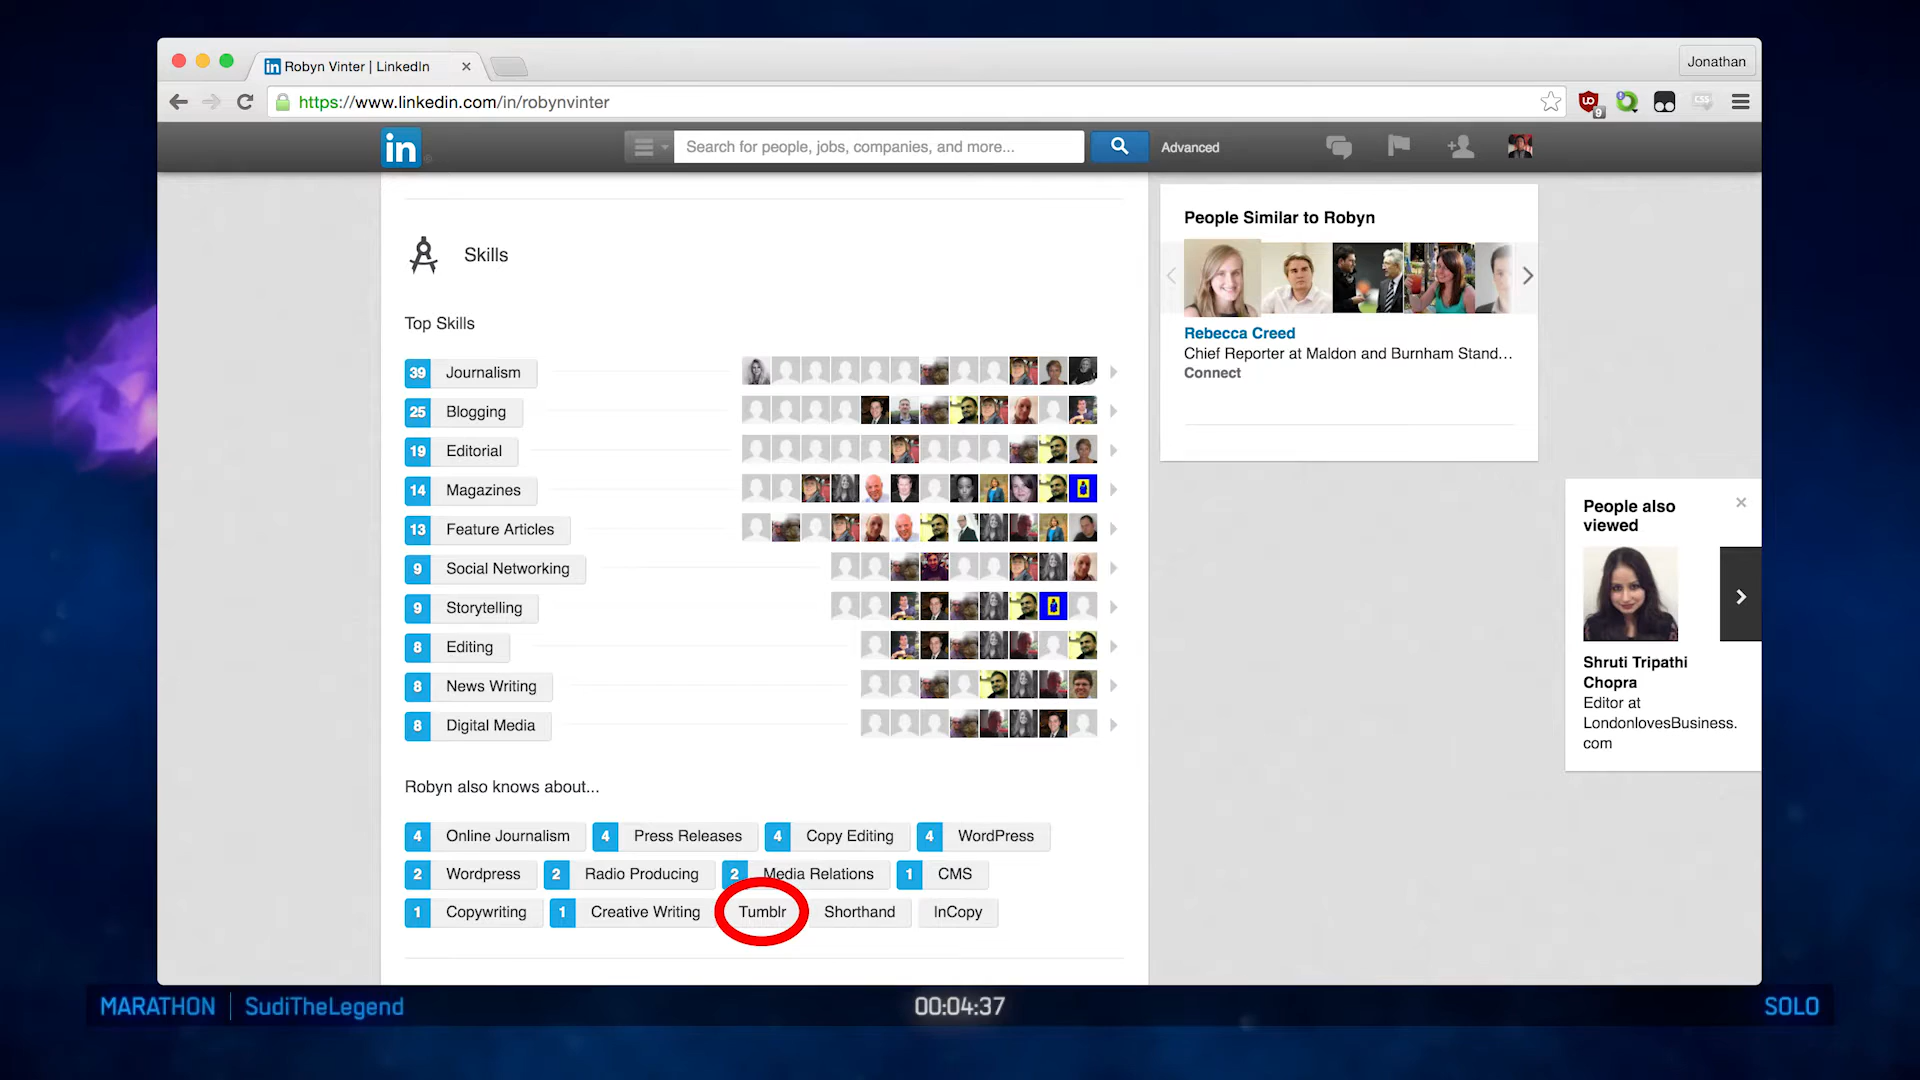 Robyn Vinter | LinkedIn
Jonathan
https://www.linkedin.com/in/robynvinter
uD
9
CSS
in
Search for people, jobs, companies, and more...
Advanced
People Similar to Robyn
Rebecca Creed
Chief Reporter at Maldon and Burnham Stand...
Connect
Skills
Top Skills
39 Journalism
25 Blogging
19 Editorial
14 Magazines
13 Feature Articles
9 Social Networking
9 Storytelling
8 Editing
8 News Writing
8 Digital Media
People also
viewed
Shruti Tripathi
Chopra
Editor at
LondonlovesBusiness.
com
Robyn also knows about...
4 Online Journalism 4 Press Releases 4 Copy Editing 4 WordPress
2 Wordpress 2 Radio Producing 2 Media Relations 1 CMS
1 Copywriting 1 Creative Writing Tumblr Shorthand InCopy
MARATHON | SudiTheLegend 00:04:37 SOLO